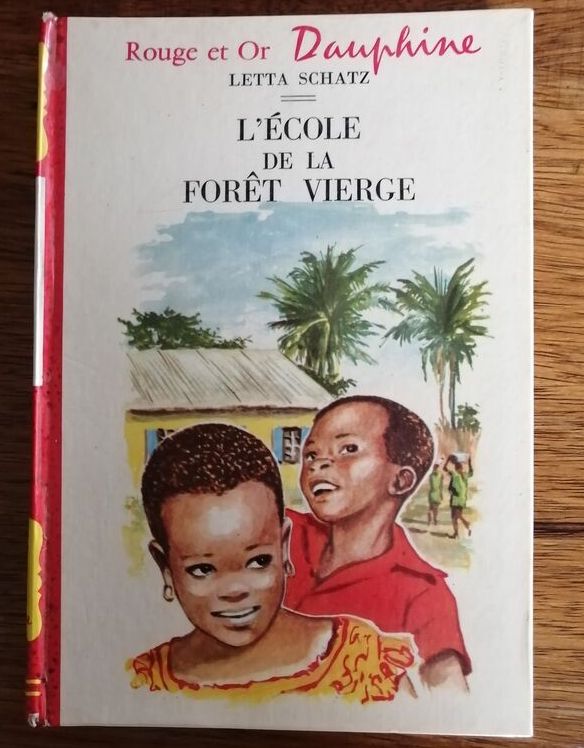 Rouge et Or Dauphine
LETTA SCHATZ
L'ÉCOLE
DE LA
FORÊT VIERGE